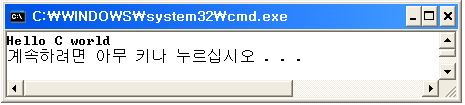 C:₩WINDOWS₩system32₩cmd.exe
Hello C world
계속하려면 아무 키나 누르십시오 . . .